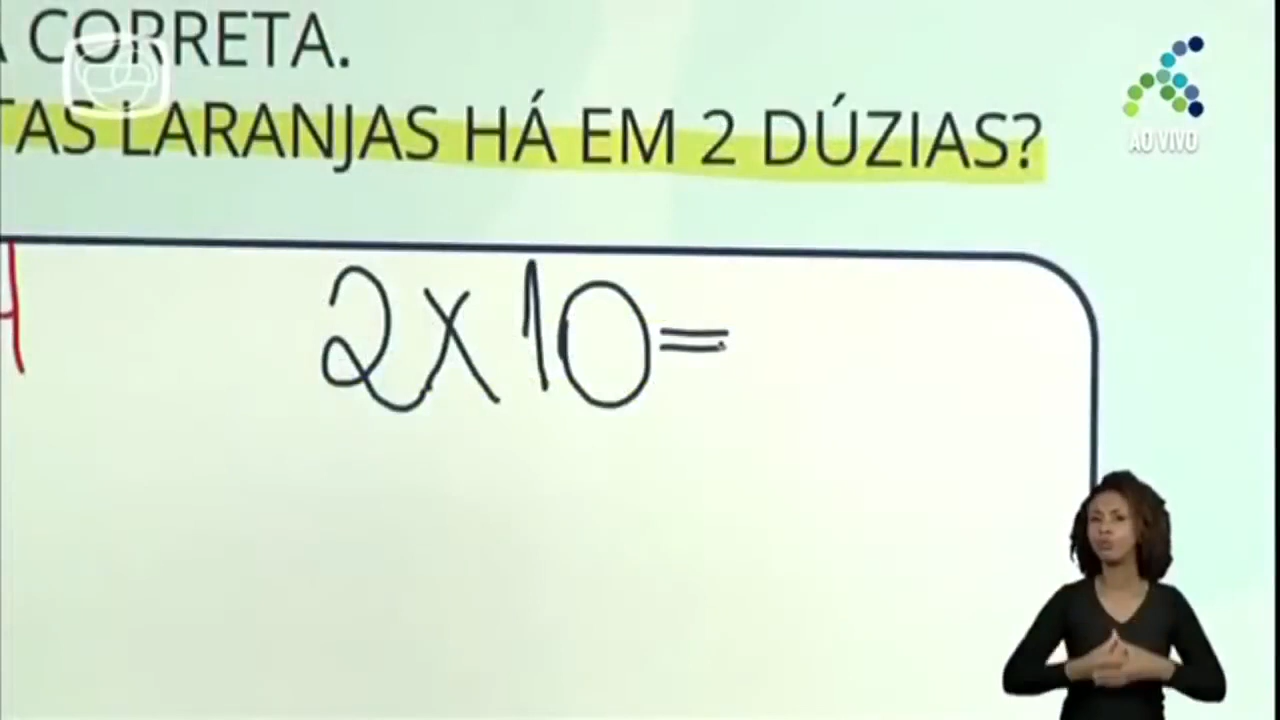 A CORRETA.
TAS LARANJAS HÁ EM 2 DÚZIAS?
AO VIVO
2x10=